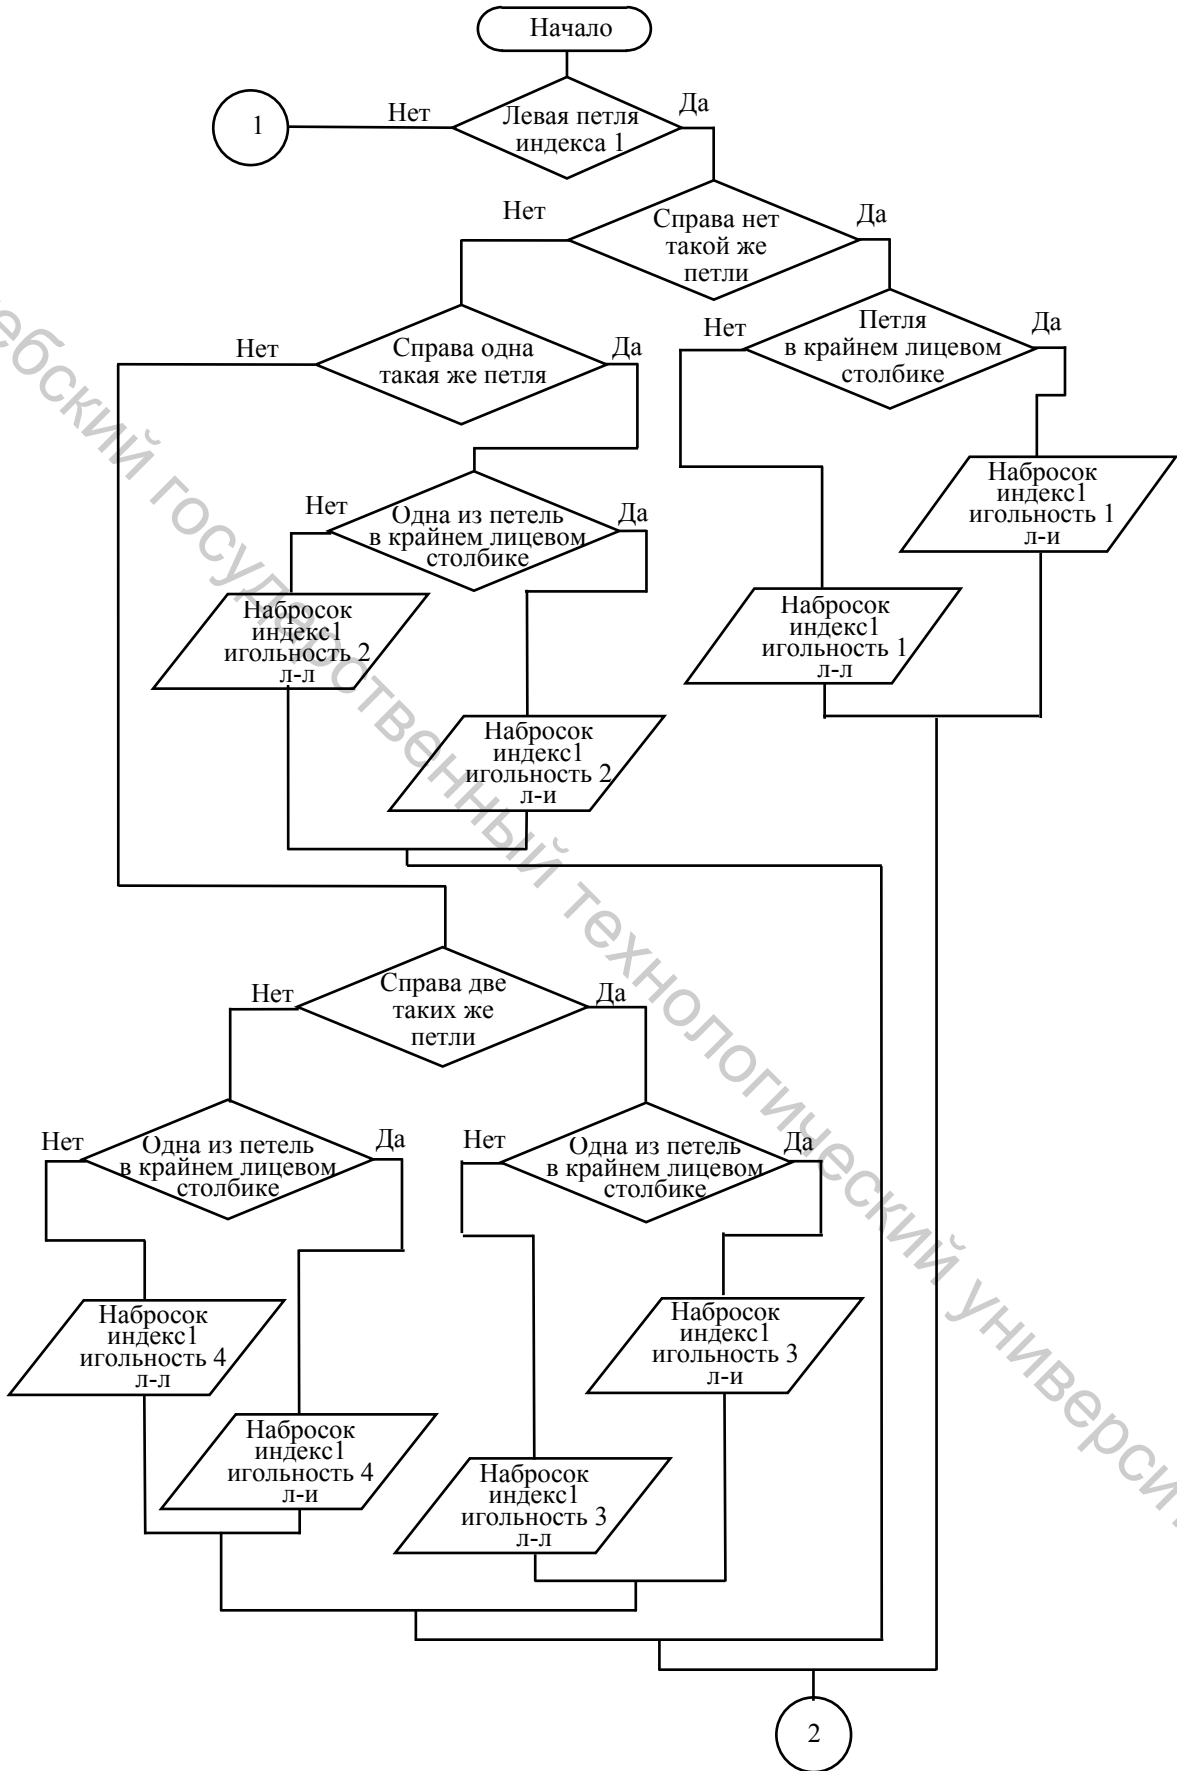 Начало
Нет
Да
1
Левая петля
индекса 1
Нет
Да
Справа нет
такой же
петли
Нет
Да
Справа одна
такая же петля
Нет
Да
Петля
в крайнем лицевом
столбике
Нет
Да
Одна из петель
в крайнем лицевом
столбике
Набросок
индекс1
игольность 1
л-и
Набросок
индекс1
игольность 2
л-л
Набросок
индекс1
игольность 1
л-л
Набросок
индекс1
игольность 2
л-и
Нет
Да
Справа две
таких же
петли
Нет
Да
Одна из петель
в крайнем лицевом
столбике
Нет
Да
Одна из петель
в крайнем лицевом
столбике
Набросок
индекс1
игольность 4
л-л
Набросок
индекс1
игольность 3
л-и
Набросок
индекс1
игольность 4
л-и
Набросок
индекс1
игольность 3
л-л
2
ебский государственный технологический универси